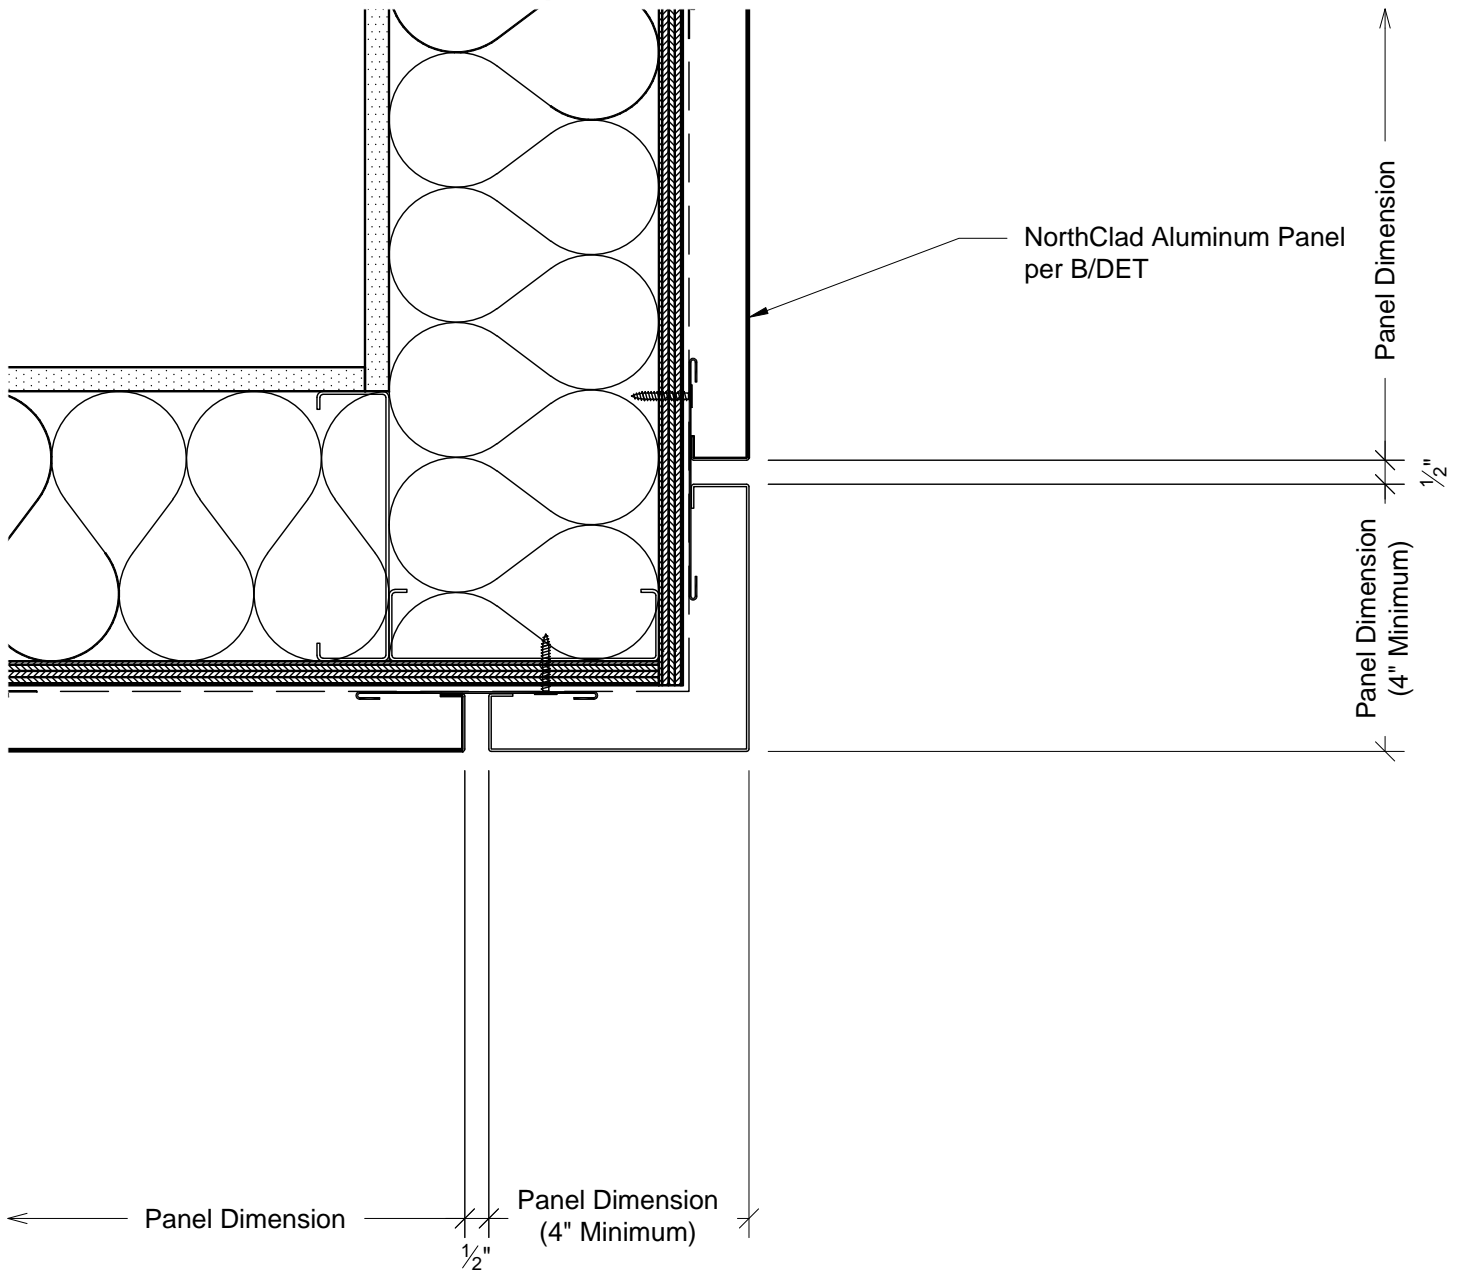 NorthClad Aluminum Panel
per B/DET
Panel Dimension
½"
Panel Dimension
(4" Minimum)
Panel Dimension
½"
Panel Dimension
(4" Minimum)